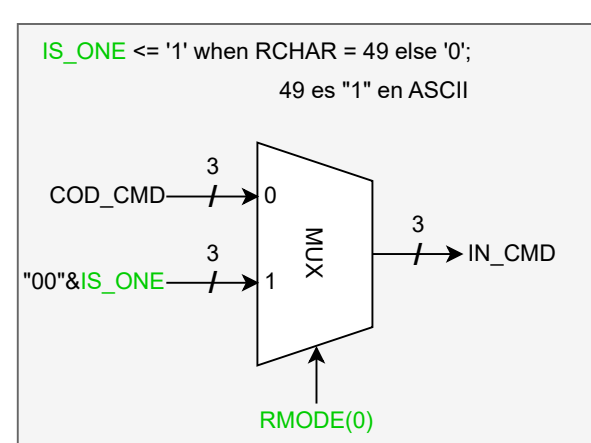 IS_ONE <= '1' when RCHAR = 49 else '0';
49 es "1" en ASCII
3
COD_CMD
0
3
IN_CMD
MUX
3
"00"&IS_ONE
1
RMODE(0)